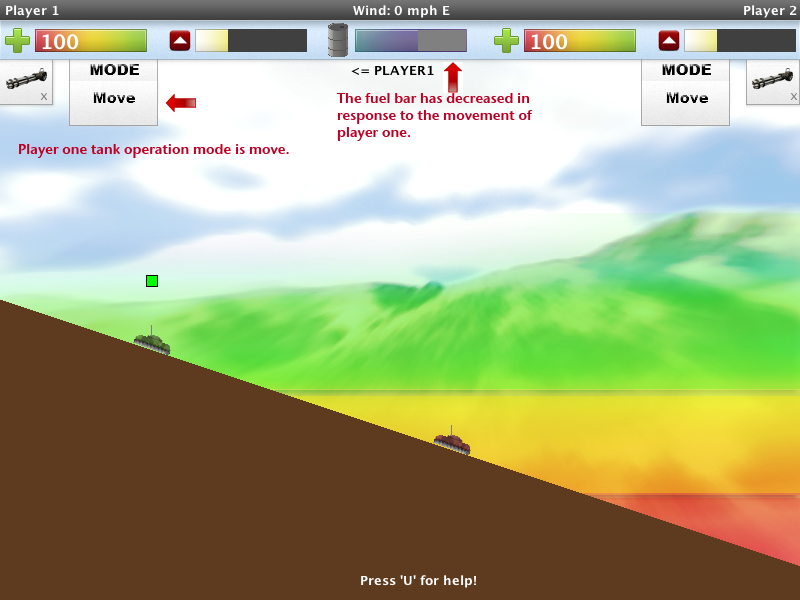 Player 1
Wind: 0 mph E
Player 2
100
100
MODE
Move
x
<= PLAYER1
MODE
Move
x
The fuel bar has decreased in
response to the movement of
player one.
Player one tank operation mode is move.
Press 'U' for help!